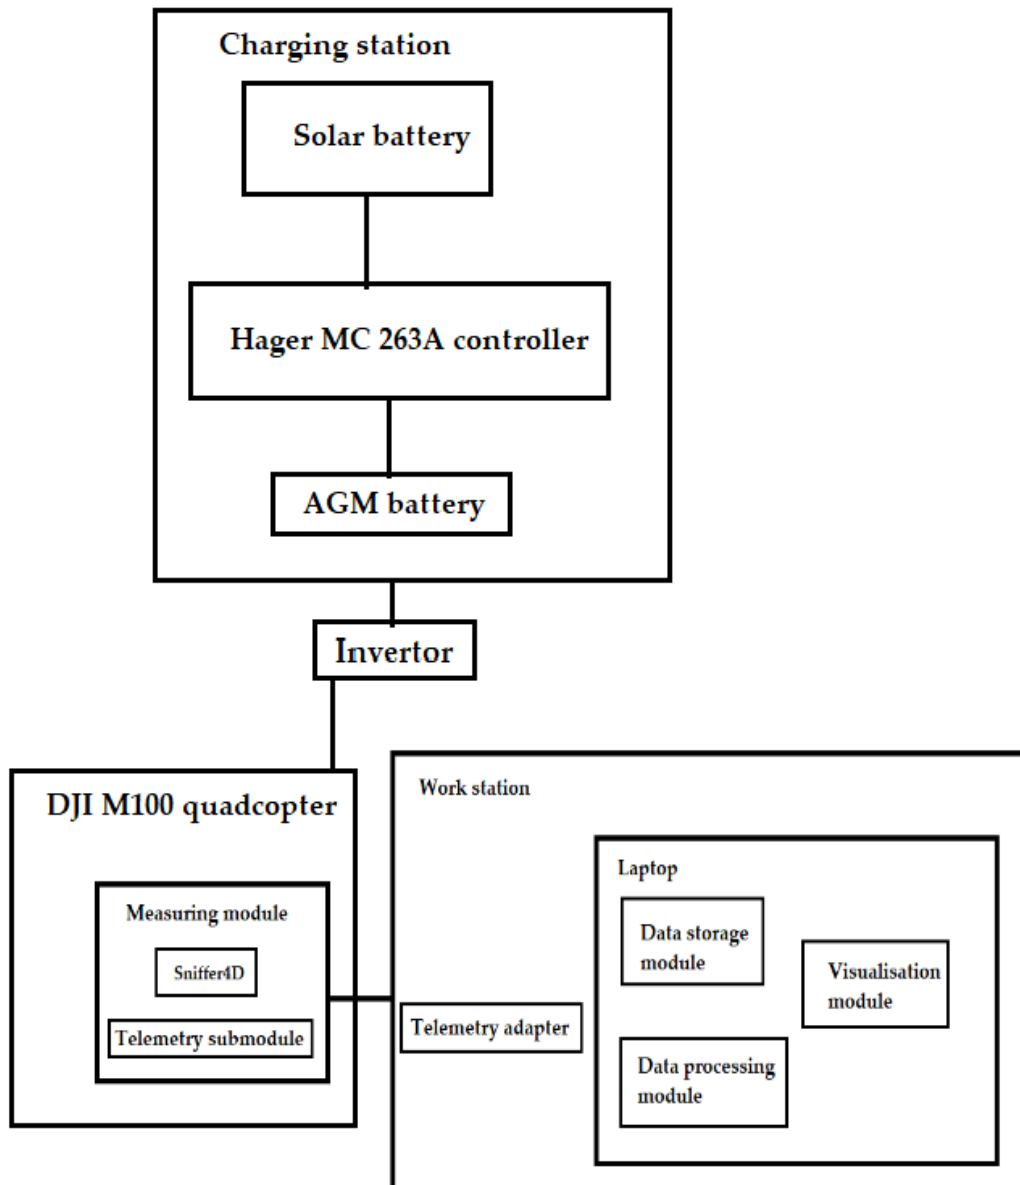 Charging station
Solar battery
Hager MC 263A controller
AGM battery
Invertor
DJI M100 quadcopter
Measuring module
Sniffer4D
Telemetry submodule
Work station
Telemetry adapter
Laptop
Data storage
module
Visualisation
module
Data processing
module